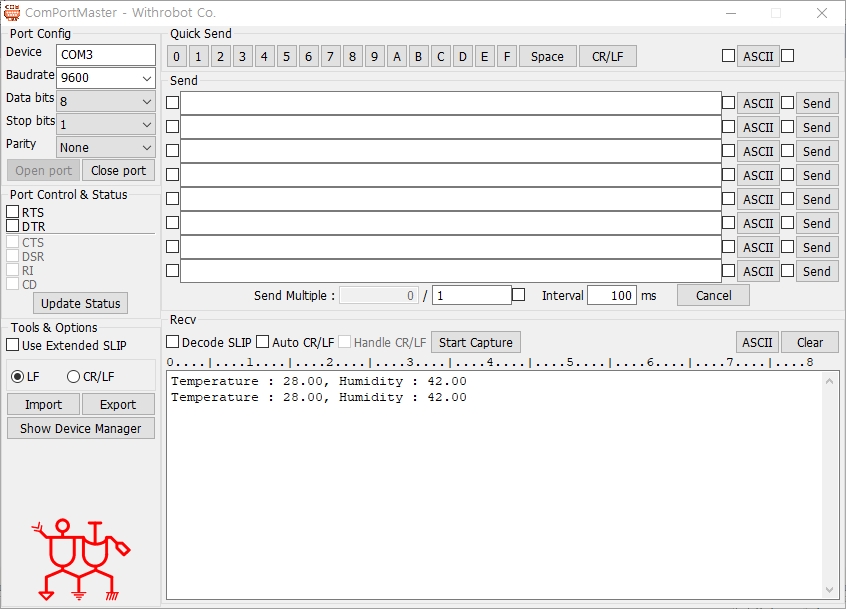 ComPortMaster - Withrobot Co.
Port Config
Device COM3
Baudrate 9600
Data bits 8
Stop bits 1
Parity None
Open port Close port
Port Control & Status
RTS
DTR
CTS
DSR
RI
CD
Update Status
Tools & Options
Use Extended SLIP
LF CR/LF
Import Export
Show Device Manager
Quick Send
0 1 2 3 4 5 6 7 8 9 A B C D E F Space CR/LF ASCII
Send
ASCII Send
ASCII Send
ASCII Send
ASCII Send
ASCII Send
ASCII Send
ASCII Send
ASCII Send
Send Multiple : 0 / 1 Interval 100 ms Cancel
Recv
Decode SLIP Auto CR/LF Handle CR/LF Start Capture ASCII Clear
0....|....1....|....2....|....3....|....4....|....5....|....6....|....7....|....8
Temperature : 28.00, Humidity : 42.00
Temperature : 28.00, Humidity : 42.00